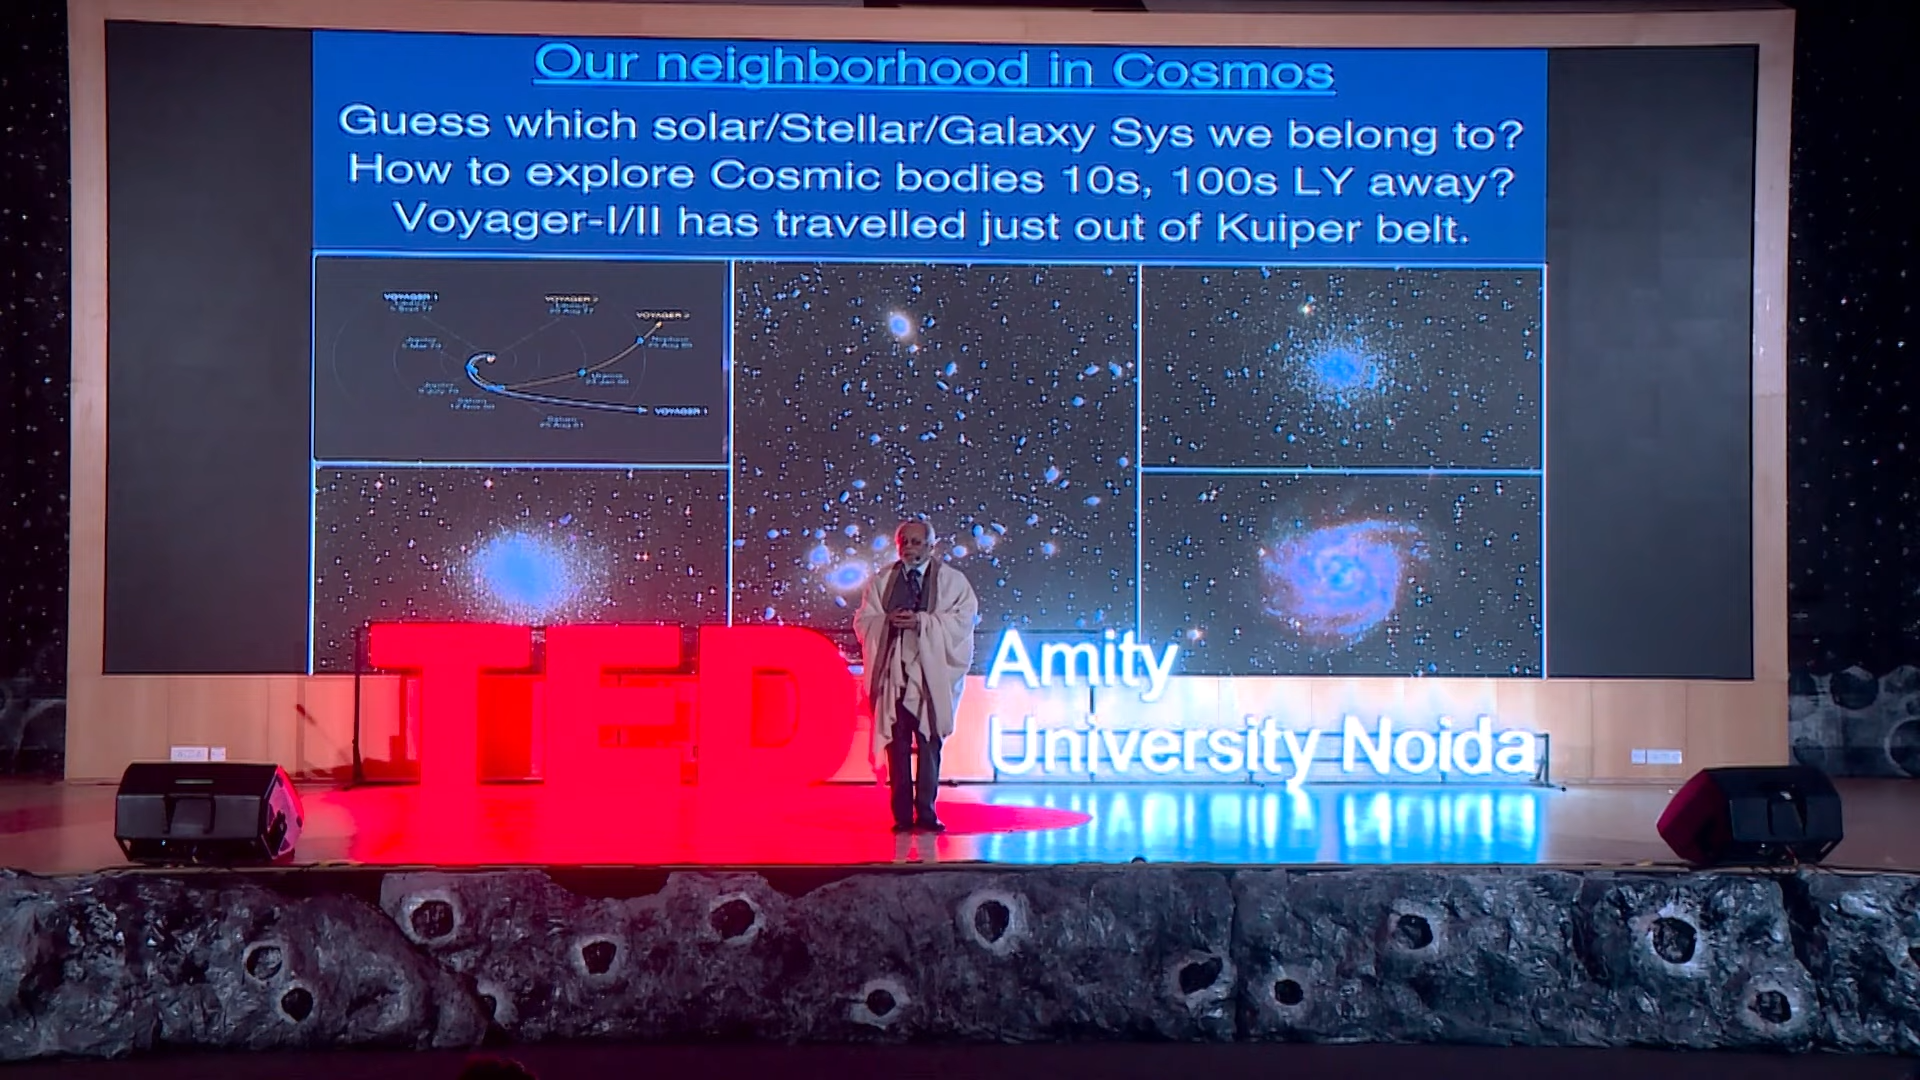 Our neighborhood in Cosmos
Guess which solar/Stellar/Galaxy Sys we belong to?
How to explore Cosmic bodies 10s, 100s LY away?
Voyager-I/II has travelled just out of Kuiper belt.
VOYAGER 1
VOYAGER 2
VOYAGER 2
VOYAGER 1
TED
Amity
University Noida